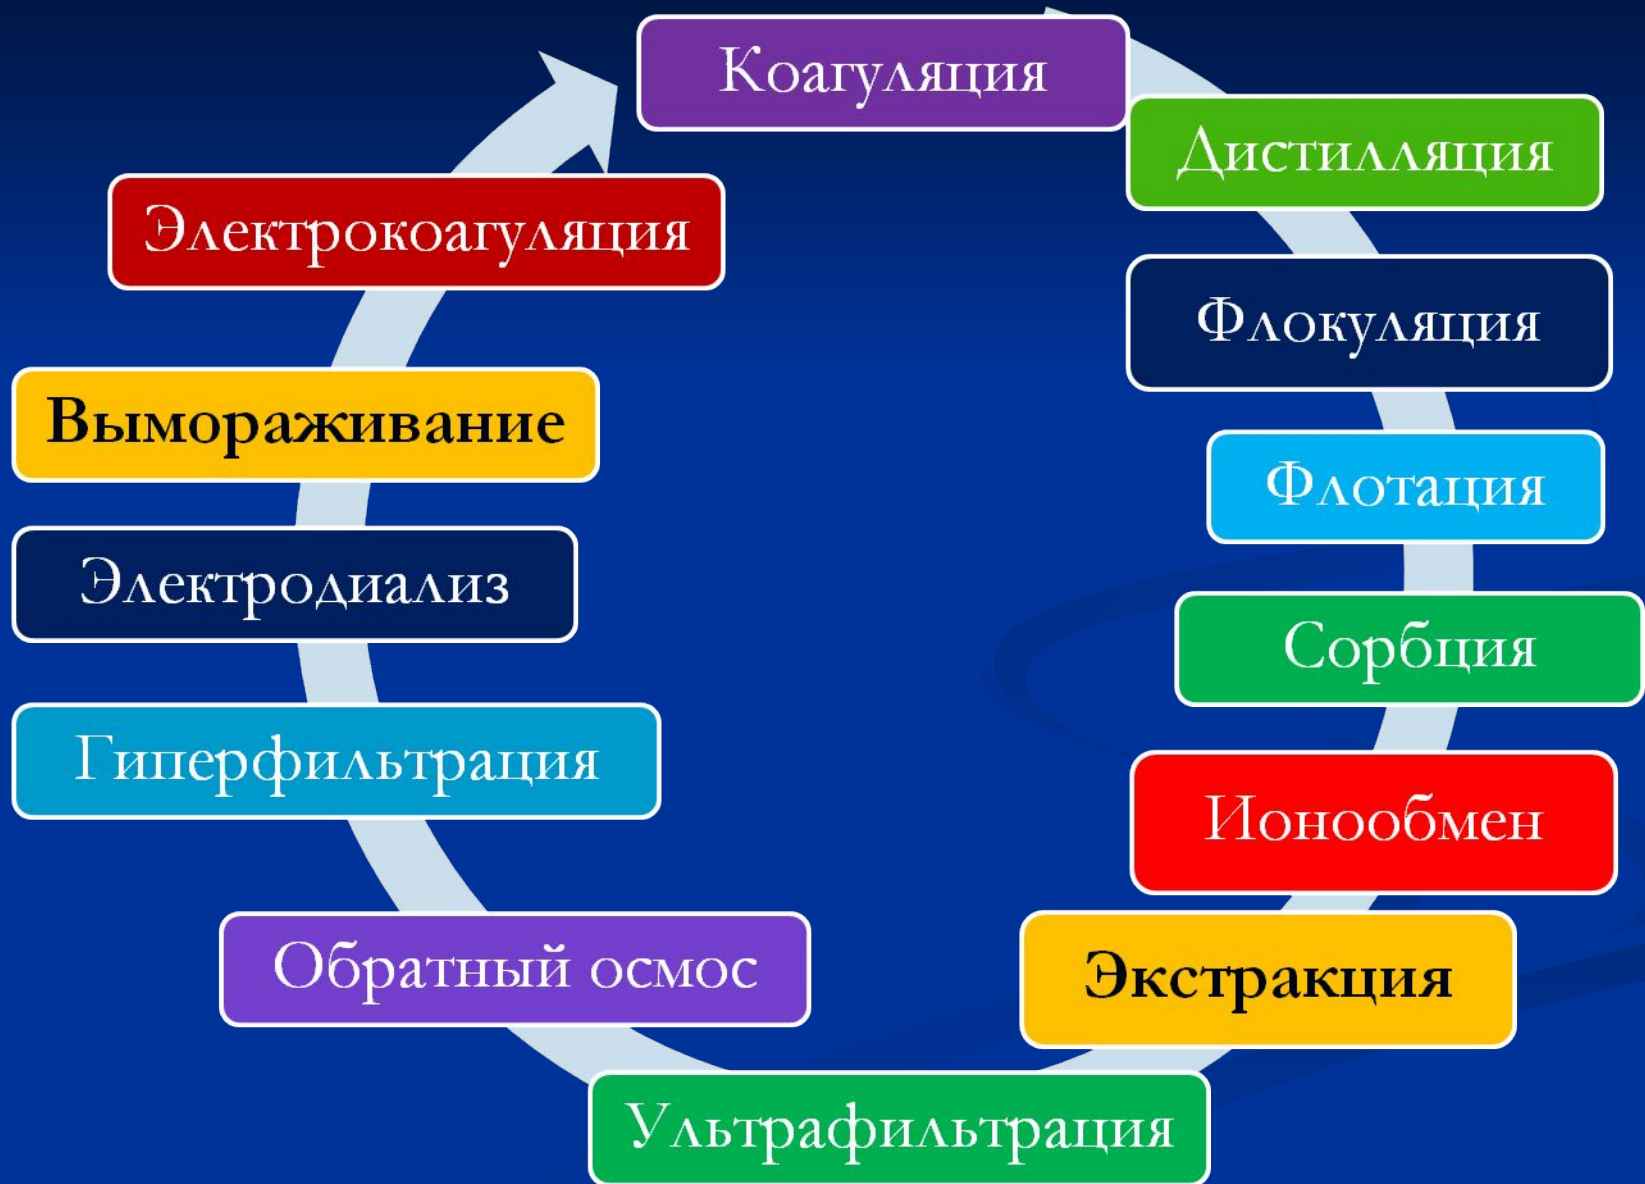 Коагуляция
Дистилляция
Флокуляция
Флотация
Сорбция
Ионообмен
Экстракция
Ультрафильтрация
Обратный осмос
Гиперфильтрация
Электродиализ
Вымораживание
Электрокоагуляция